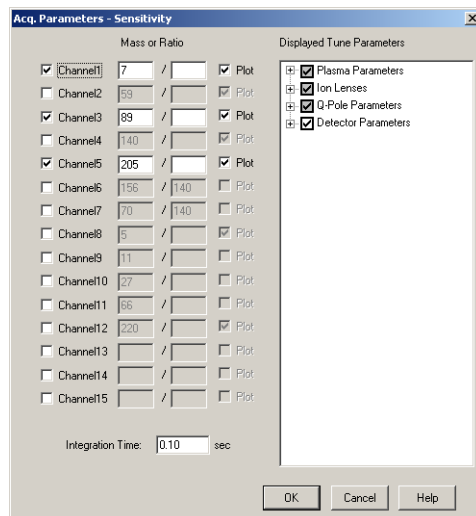 Acq. Parameters - Sensitivity
Mass or Ratio
Displayed Tune Parameters
Channel1 7 / Plot
Channel2 59 / Plot
Channel3 89 / Plot
Channel4 140 / Plot
Channel5 205 / Plot
Channel6 156 / 140 Plot
Channel7 70 / 140 Plot
Channel8 5 / Plot
Channel9 11 / Plot
Channel10 27 / Plot
Channel11 66 / Plot
Channel12 220 / Plot
Channel13 / Plot
Channel14 / Plot
Channel15 / Plot
Plasma Parameters
Ion Lenses
Q-Pole Parameters
Detector Parameters
Integration Time: 0.10 sec
OK Cancel Help